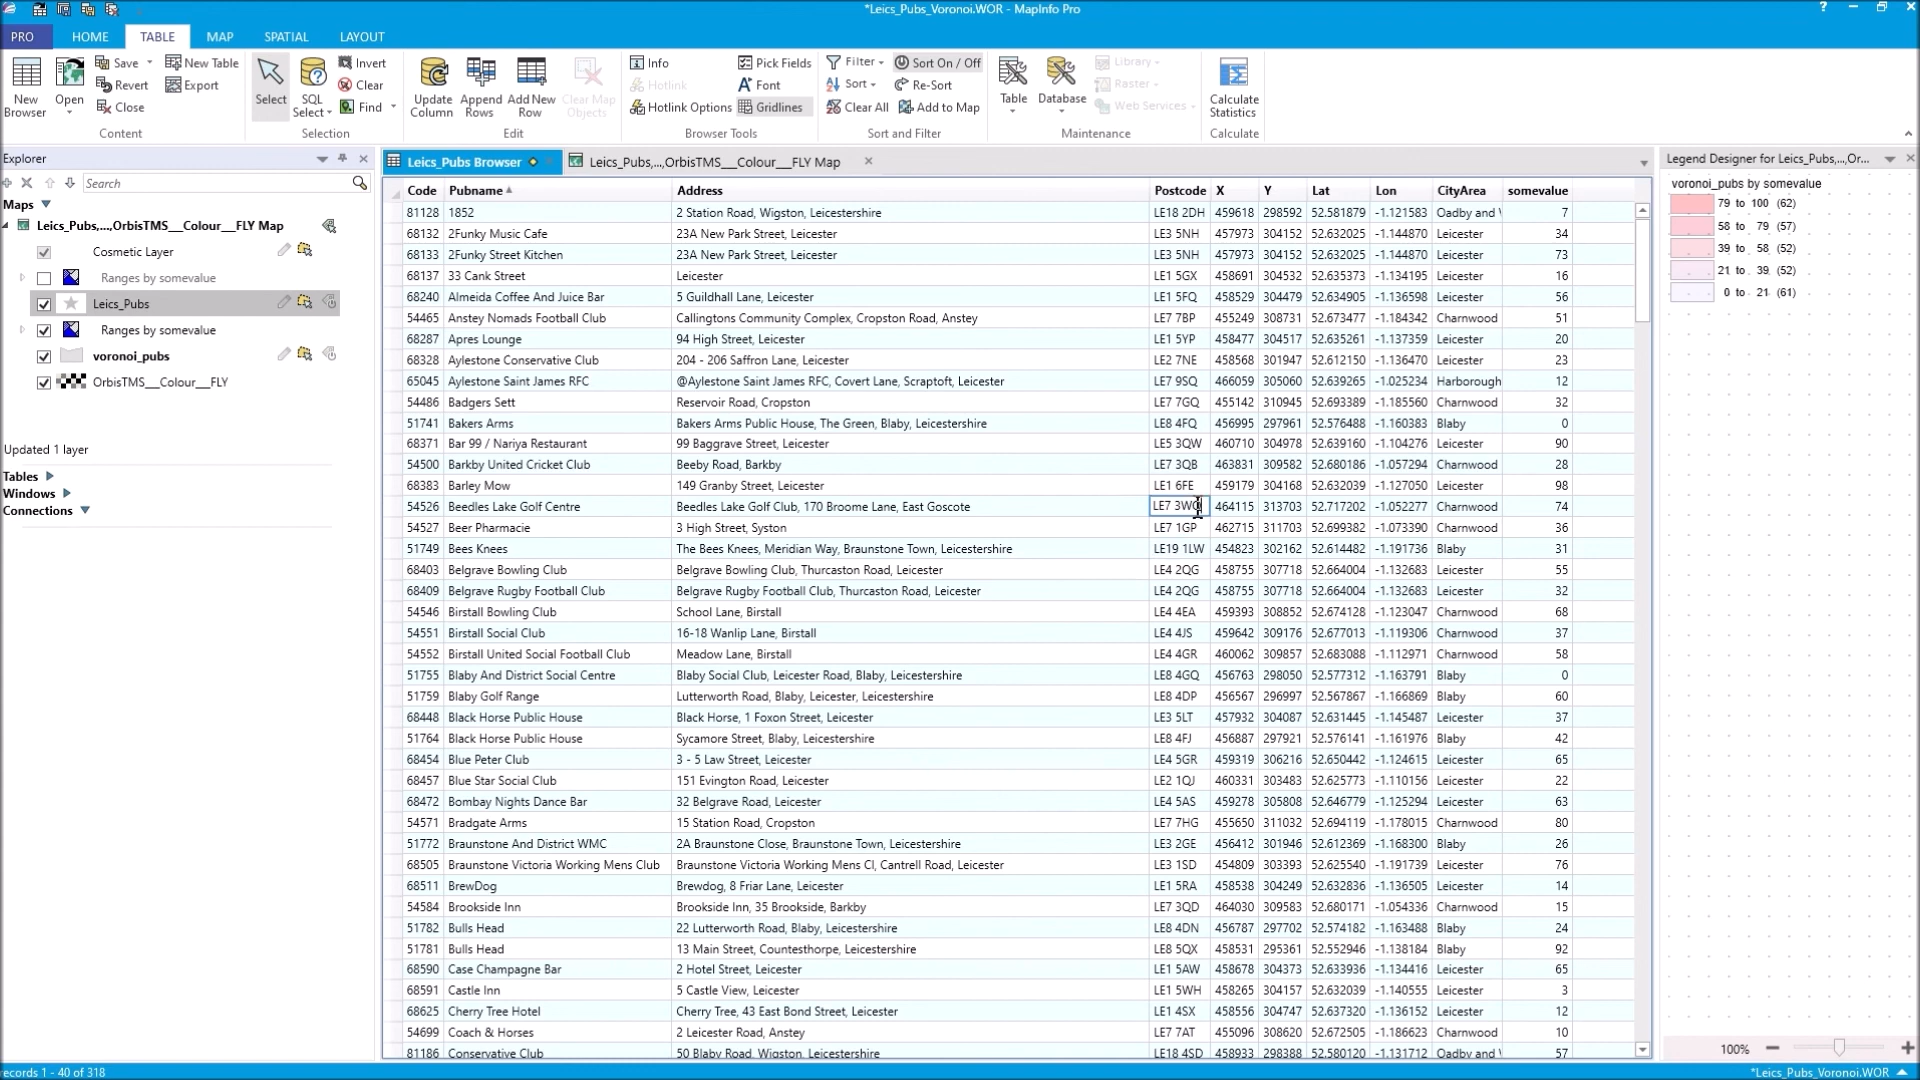 *Leics_Pubs_Voronoi.WOR - MapInfo Pro
PRO HOME TABLE MAP SPATIAL LAYOUT
New Browser
Open
Save
Revert
Close
New Table
Export
Content
Select
SQL Select
Invert
Clear
Find
Selection
Update Column
Append Rows
Add New Row
Clear Map Objects
Edit
Info
Hotlink
Hotlink Options
Pick Fields
Font
Gridlines
Browser Tools
Filter
Sort
Clear All
Sort On / Off
Re-Sort
Add to Map
Sort and Filter
Table
Database
Library
Raster
Web Services
Maintenance
Calculate Statistics
Calculate
Explorer
Search
Maps
Leics_Pubs,...,OrbisTMS___Colour___FLY Map
Cosmetic Layer
Ranges by somevalue
Leics_Pubs
Ranges by somevalue
voronoi_pubs
OrbisTMS___Colour___FLY
Updated 1 layer
Tables
Windows
Connections
Leics_Pubs Browser
Leics_Pubs,...,OrbisTMS___Colour___FLY Map
Code Pubname Address Postcode X Y Lat Lon CityArea somevalue
81128 1852 2 Station Road, Wigston, Leicestershire LE18 2DH 459618 298592 52.581879 -1.121583 Oadby and 7
68132 2Funky Music Cafe 23A New Park Street, Leicester LE3 5NH 457973 304532 52.632025 -1.144870 Leicester 34
68133 2Funky Street Kitchen 23A New Park Street, Leicester LE3 5NH 457973 304532 52.632025 -1.144870 Leicester 73
68137 33 Cank Street Leicester LE1 5GX 458691 304532 52.635373 -1.134195 Leicester 16
68240 Almeida Coffee And Juice Bar 5 Guildhall Lane, Leicester LE1 5FQ 458529 304479 52.634905 -1.136598 Leicester 56
54465 Anstey Nomads Football Club Callingtons Community Complex, Cropston Road, Anstey LE7 7BP 455249 308731 52.673477 -1.184342 Charnwood 51
68287 Apres Lounge 94 High Street, Leicester LE1 5YP 458477 304517 52.635261 -1.137359 Leicester 20
68328 Aylestone Conservative Club 204 - 206 Saffron Lane, Leicester LE2 7NE 458568 301947 52.612150 -1.136470 Leicester 23
65045 Aylestone Saint James RFC @Aylestone Saint James RFC, Covert Lane, Scraptoft, Leicester LE7 9SQ 466059 305060 52.639265 -1.025234 Harborough 12
54486 Badgers Sett Reservoir Road, Cropston LE7 7GQ 455142 310945 52.693389 -1.185560 Charnwood 32
51741 Bakers Arms Bakers Arms Public House, The Green, Blaby, Leicestershire LE8 4FQ 456995 297961 52.576488 -1.160383 Blaby 0
68371 Bar 99 / Nariya Restaurant 99 Baggrave Street, Leicester LE5 3QW 460710 304978 52.639160 -1.104276 Leicester 90
54500 Barkby United Cricket Club Beeby Road, Barkby LE7 3QB 463831 309582 52.680186 -1.057294 Charnwood 28
68383 Barley Mow 149 Granby Street, Leicester LE1 6FE 459179 304168 52.632039 -1.127050 Leicester 98
54526 Beedles Lake Golf Centre Beedles Lake Golf Club, 170 Broome Lane, East Goscote LE7 464115 313703 52.717202 -1.052277 Charnwood 74
54527 Beer Pharmacie 3 High Street, Syston LE7 1GP 462715 311703 52.699382 -1.073390 Charnwood 36
51749 Bees Knees The Bees Knees, Meridian Way, Braunstone Town, Leicestershire LE19 1LW 454823 302162 52.614482 -1.191736 Blaby 31
68403 Belgrave Bowling Club Belgrave Bowling Club, Thurcaston Road, Leicester LE4 2QG 458755 307718 52.664004 -1.132683 Leicester 55
68409 Belgrave Rugby Football Club Belgrave Rugby Football Club, Thurcaston Road, Leicester LE4 2QG 458755 307718 52.664004 -1.132683 Leicester 32
54546 Birstall Bowling Club School Lane, Birstall LE4 4EA 459393 308852 52.674128 -1.123047 Charnwood 68
54551 Birstall Social Club 16-18 Wanlip Lane, Birstall LE4 4JS 459642 309176 52.677013 -1.119306 Charnwood 37
54552 Birstall United Social Football Club Meadow Lane, Birstall LE4 4GR 460062 309857 52.683088 -1.112971 Charnwood 58
51755 Blaby And District Social Centre Blaby Social Club, Leicester Road, Blaby, Leicestershire LE8 4GQ 456763 298050 52.577312 -1.163791 Blaby 0
51759 Blaby Golf Range Lutterworth Road, Blaby, Leicester, Leicestershire LE8 4DP 456567 296997 52.567867 -1.166869 Blaby 60
68448 Black Horse Public House Black Horse, 1 Foxon Street, Leicester LE3 5LT 457932 304087 52.631445 -1.145487 Leicester 37
51764 Black Horse Public House Sycamore Street, Blaby, Leicestershire LE8 4FJ 456887 297921 52.576141 -1.161976 Blaby 42
68454 Blue Peter Club 3 - 5 Law Street, Leicester LE4 5GR 459319 306216 52.650442 -1.124615 Leicester 65
68457 Blue Star Social Club 151 Evington Road, Leicester LE2 1QJ 460331 303483 52.625773 -1.110156 Leicester 22
68472 Bombay Nights Dance Bar 32 Belgrave Road, Leicester LE4 5AS 459278 305808 52.646779 -1.125294 Leicester 63
54571 Bradgate Arms 15 Station Road, Cropston LE7 7HG 455650 311032 52.694119 -1.178015 Charnwood 80
51772 Braunstone And District WMC 2A Braunstone Close, Braunstone Town, Leicestershire LE3 2GE 456412 301946 52.612369 -1.168300 Blaby 26
68505 Braunstone Victoria Working Mens Club Braunstone Victoria Working Mens Cl, Cantrell Road, Leicester LE3 1SD 454809 303393 52.625540 -1.191739 Leicester 76
68511 BrewDog Brewdog, 8 Friar Lane, Leicester LE1 5RA 458538 304249 52.632836 -1.136505 Leicester 14
54584 Brookside Inn Brookside Inn, 35 Brookside, Barkby LE7 3QD 464030 309583 52.680171 -1.054336 Charnwood 15
51782 Bulls Head 22 Lutterworth Road, Blaby, Leicestershire LE8 4DN 456787 297702 52.574182 -1.163488 Blaby 24
51781 Bulls Head 13 Main Street, Countesthorpe, Leicestershire LE8 5QX 458531 295361 52.552946 -1.138184 Blaby 92
68590 Case Champagne Bar 2 Hotel Street, Leicester LE1 5AW 458678 304373 52.633936 -1.134416 Leicester 65
68591 Castle Inn 5 Castle View, Leicester LE1 5WH 458265 304157 52.632039 -1.140555 Leicester 3
68625 Cherry Tree Hotel Cherry Tree, 43 East Bond Street, Leicester LE1 4SX 458556 304747 52.637320 -1.136152 Leicester 12
54699 Coach & Horses 2 Leicester Road, Anstey LE7 7AT 455096 308620 52.672505 -1.186623 Charnwood 10
81186 Conservative Club 50 Blaby Road, Wigston, Leicestershire LE18 4SD 458933 298388 52.580120 -1.131712 Oadby and 57
Legend Designer for Leics_Pubs,...,Or...
voronoi_pubs by somevalue
79 to 100 (62)
58 to 79 (57)
39 to 58 (52)
21 to 39 (52)
0 to 21 (61)
100%
records 1 - 40 of 318
*Leics_Pubs_Voronoi.WOR